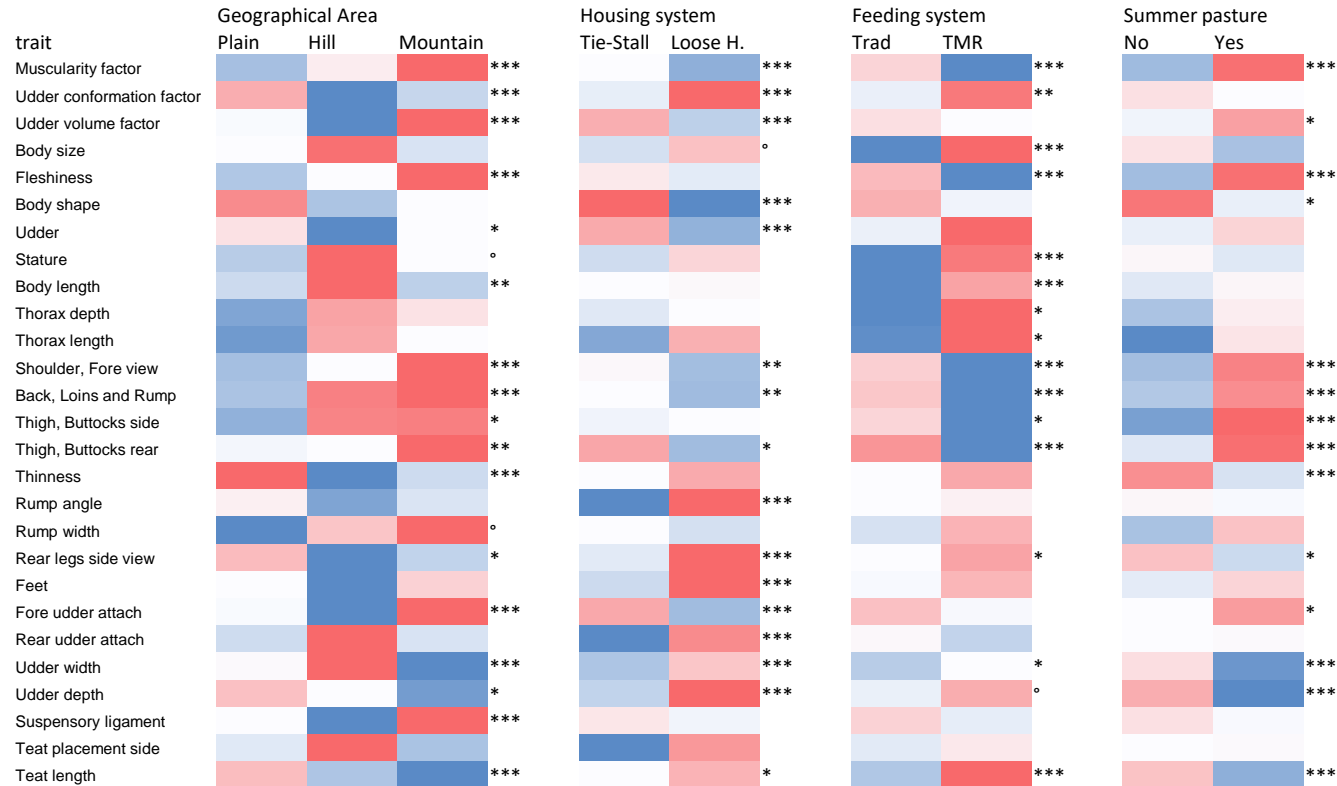 Geographical Area Housing system Feeding system Summer pasture
trait Plain Hill Mountain Tie-Stall Loose H. Trad TMR No Yes
Muscularity factor *** *** *** ***
Udder conformation factor *** *** **
Udder volume factor *** *** *
Body size ° ***
Fleshiness *** *** ***
Body shape *** *
Udder * ***
Stature ° ***
Body length ** ***
Thorax depth *
Thorax length *
Shoulder, Fore view *** ** *** ***
Back, Loins and Rump *** ** *** ***
Thigh, Buttocks side * * ***
Thigh, Buttocks rear ** * *** ***
Thinness *** ***
Rump angle ***
Rump width °
Rear legs side view * *** * *
Feet ***
Fore udder attach *** *** *
Rear udder attach ***
Udder width *** *** * ***
Udder depth * *** ° ***
Suspensory ligament ***
Teat placement side
Teat length *** * *** ***